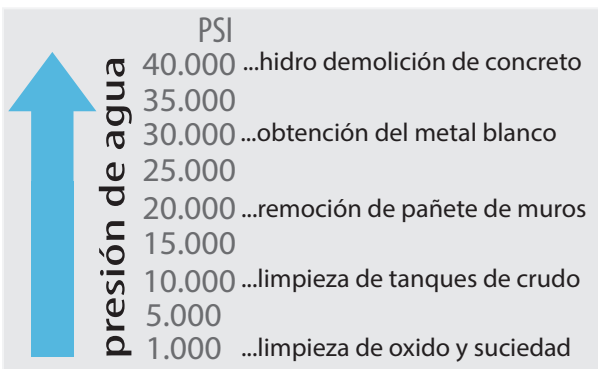 PSI
presión de agua
40.000 ...hidro demolición de concreto
35.000
30.000 ...obtención del metal blanco
25.000
20.000 ...remoción de pañete de muros
15.000
10.000 ...limpieza de tanques de crudo
5.000
1.000 ...limpieza de oxido y suciedad